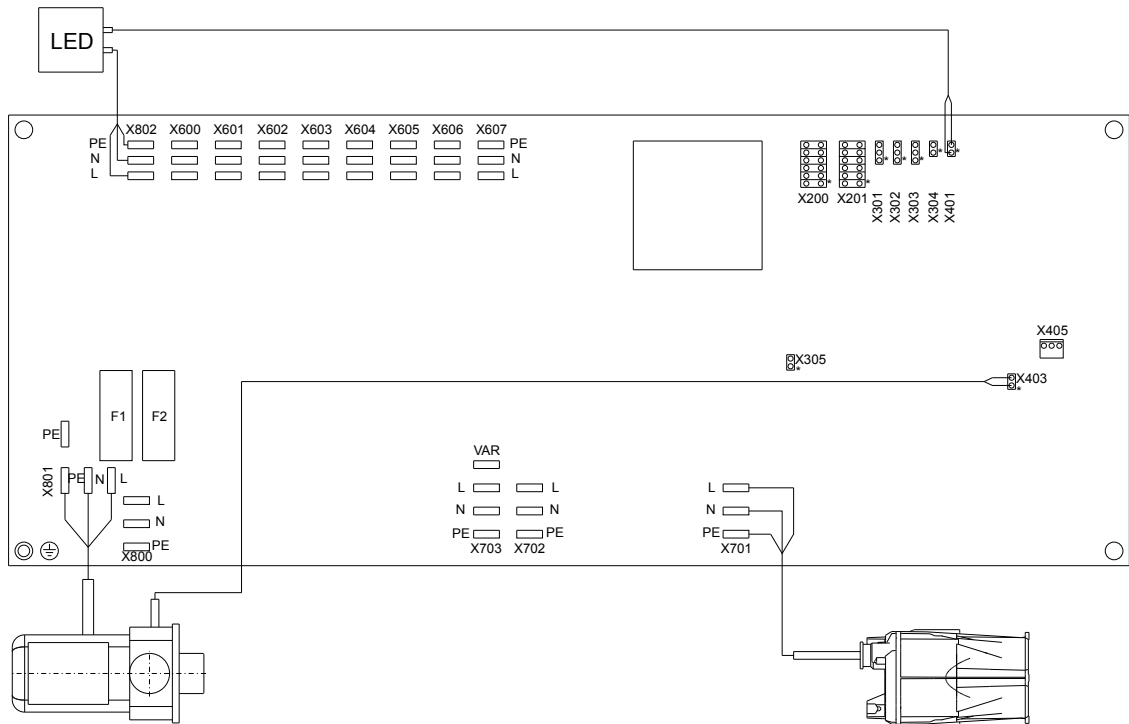 LED
X802 X600 X601 X602 X603 X604 X605 X606 X607
PE PE
N N
L L
* * * * * * *
X200 X201 X301 X302 X303 X304 X401
X405
X305
*
X403
*
F1 F2
PE
VAR
X801 PE N L
L L L
L
N N N
N
PE PE PE
PE
X800 X703 X702 X701